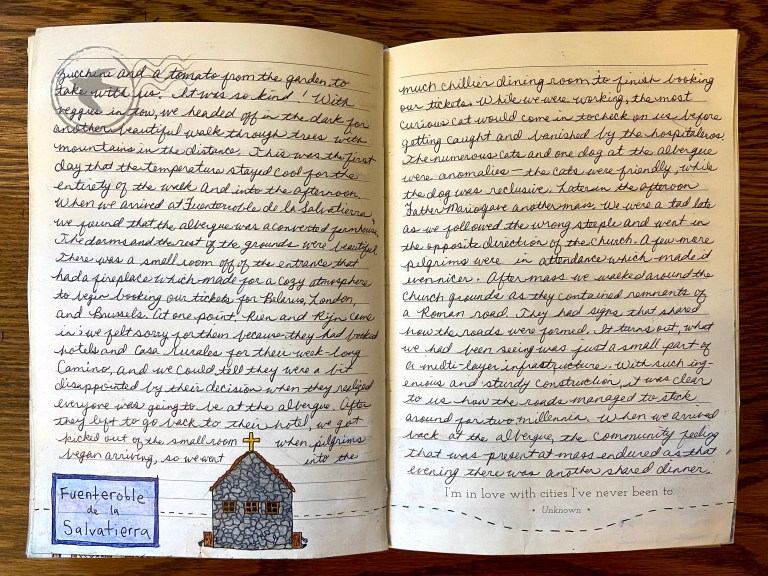 zucchini and a tomato from the garden to
take with us. It was so kind! With
veggies in tow, we headed off in the dark for
another beautiful walk through trees with
mountains in the distance. This was the first
day that the temperature stayed cool for the
entirety of the walk and into the afternoon.
When we arrived at Fuenteroble de la Salvatierra,
we found that the albergue was a converted farmhouse.
The dorms and the rest of the grounds were beautiful.
There was a small room off of the entrance that
had a fireplace which made for a cozy atmosphere
to begin booking our tickets for Belarus, London,
and Brussels. At one point, Rien and Rijn came
in; we felt sorry for them because they had booked
hotels and Casa Rurales for their week-long
Camino, and we could tell they were a bit
disappointed by their decision when they realized
everyone was going to be at the albergue. After
they left to go back to their hotel, we got
kicked out of the small room when pilgrims
began arriving, so we went into the
Fuenteroble
de la
Salvatierra
much chillier dining room to finish booking
our tickets. While we were working, the most
curious cat would come in to check on us before
getting caught and banished by the hospitaleros.
The numerous cats and one dog at the albergue
were anomalies – the cats were friendly, while
the dog was reclusive. Later in the afternoon
Father Mario gave another mass. We were a tad late
as we followed the wrong steeple and went in
the opposite direction of the church. A few more
pilgrims were in attendance which made it
even nicer. After mass we walked around the
church grounds as they contained remnants of
a Roman road. They had signs that shared
how the roads were formed. It turns out, what
we had been seeing was just a small part of
a multi-layer infrastructure. With such ing-
enious and sturdy construction, it was clear
to us how the roads managed to stick
around for two millennia. When we arrived
back at the albergue, the community feeling
that was present at mass endured as that
evening there was another shared dinner.
I'm in love with cities I've never been to.
• Unknown •